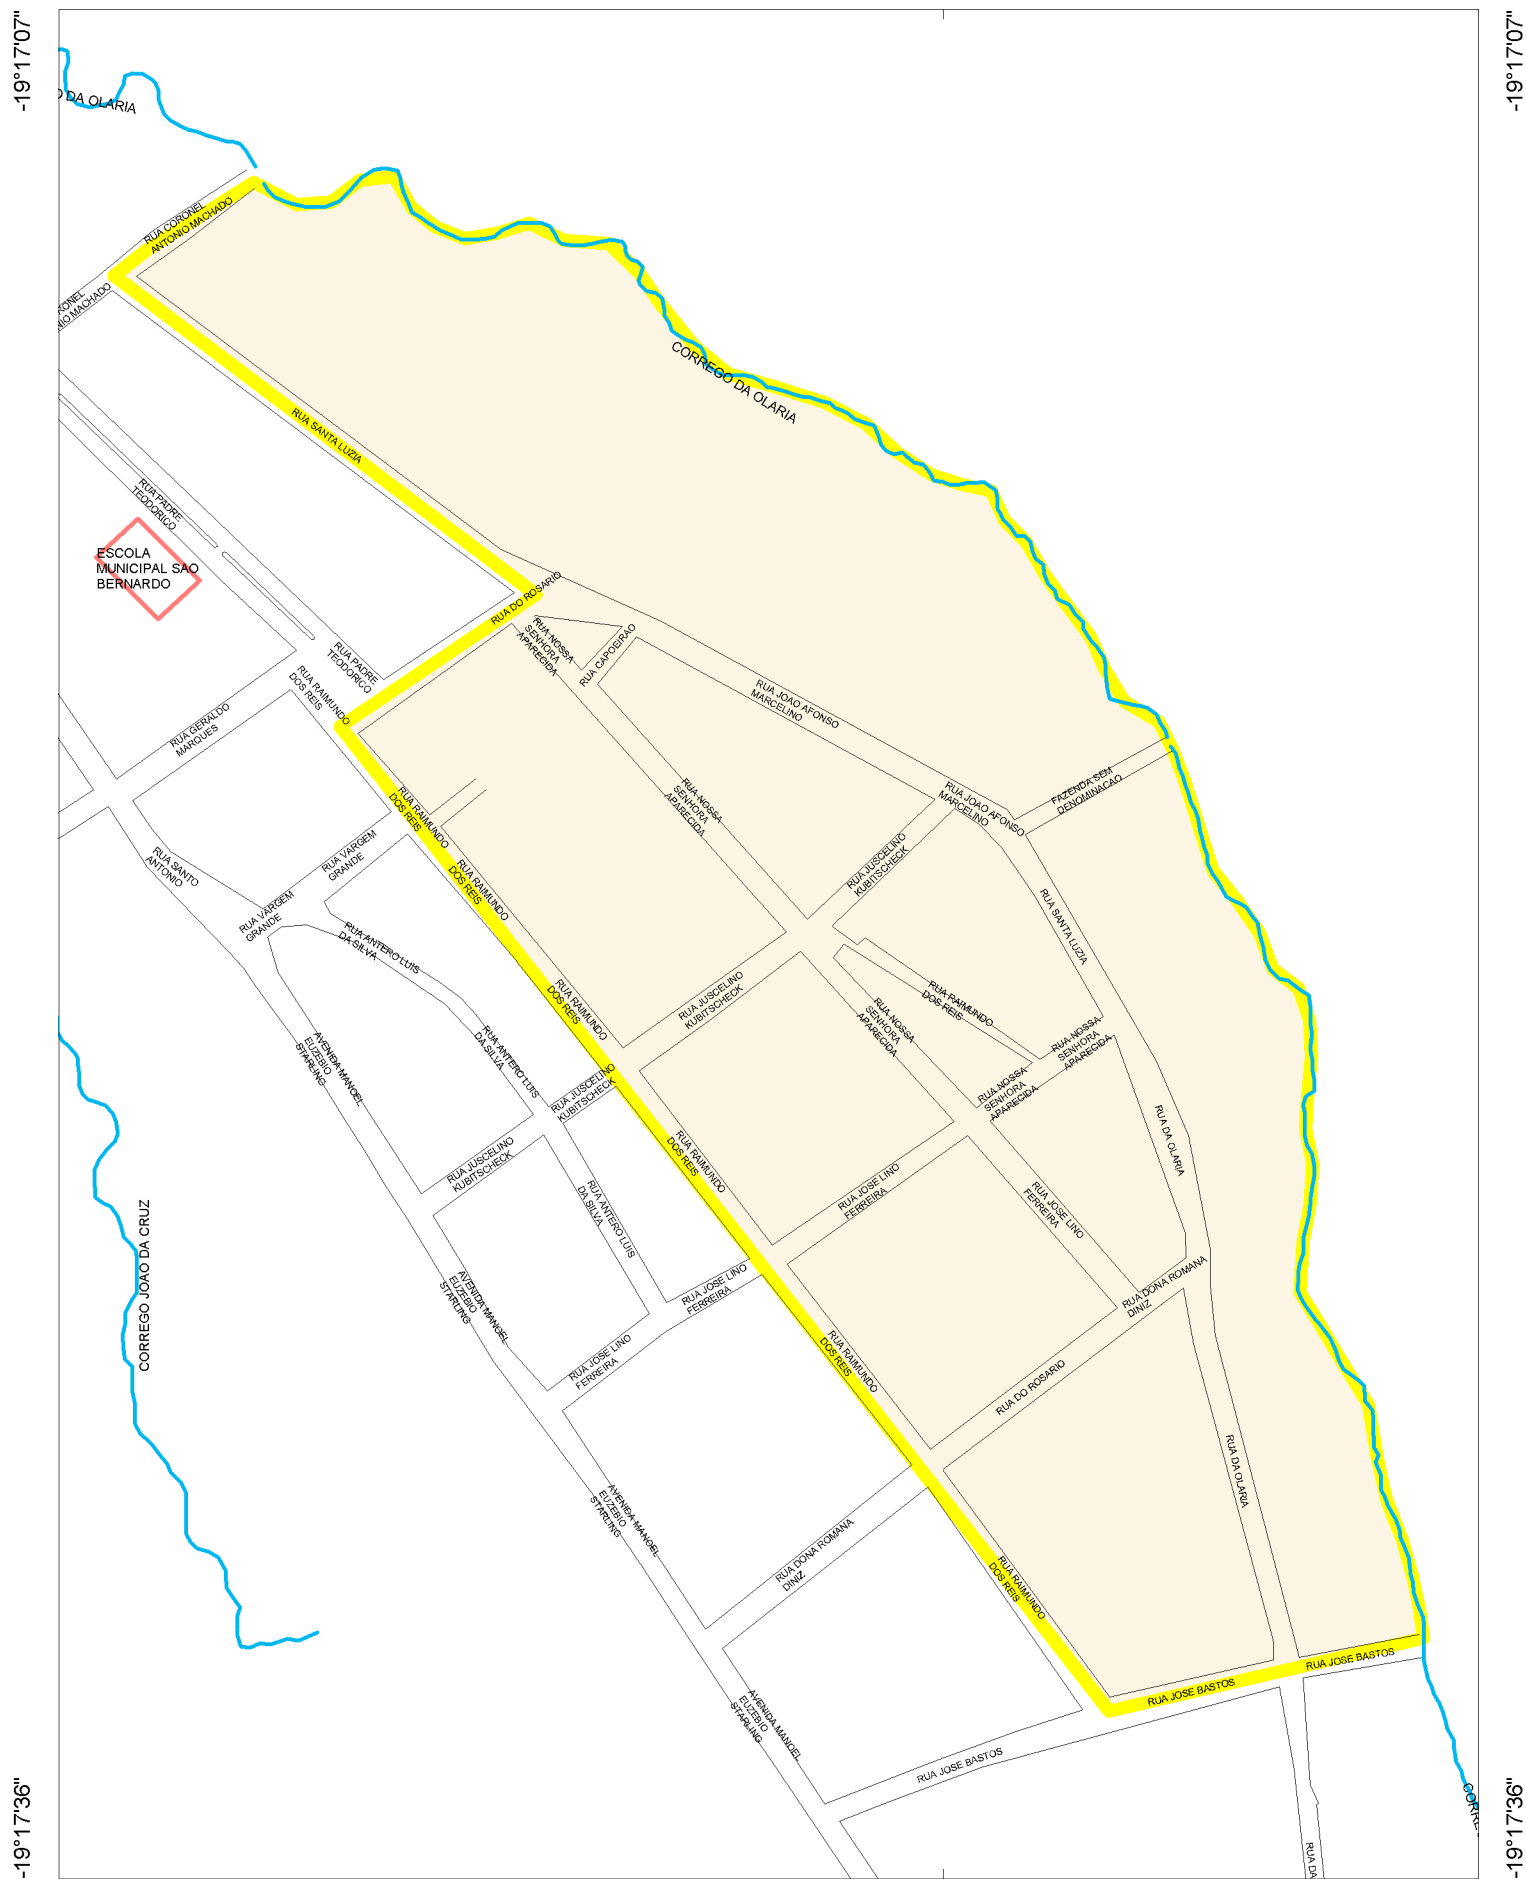 -19°17'07"
-19°17'07"
O DA OLARIA
RUA CORONEL
ANTONIO MACHADO
RONEL
NIO MACHADO
CORREGO DA OLARIA
RUA SANTA LUZIA
RUA PADRE
TEODORICO
ESCOLA
MUNICIPAL SAO
BERNARDO
RUA DO ROSARIO
RUA NOSSA
SENHORA
APARECIDA
RUA CAPOEIRAO
RUA PADRE
TEODORICO
RUA RAIMUNDO
DOS REIS
RUA JOAO AFONSO
MARCELINO
RUA GERALDO
MARQUES
RUA RAIMUNDO
DOS REIS
RUA NOSSA
SENHORA
APARECIDA
RUA JOAO AFONSO
MARCELINO
FAZENDA SEM
DENOMINACAO
RUA SANTO
ANTONIO
RUA VARGEM
GRANDE
RUA RAIMUNDO
DOS REIS
RUA JUSCELINO
KUBITSCHECK
RUA VARGEM
GRANDE
RUA SANTA LUZIA
RUA ANTERO LUIS
DA SILVA
RUA RAIMUNDO
DOS REIS
RUA JUSCELINO
KUBITSCHECK
RUA RAIMUNDO
DOS REIS
RUA NOSSA
SENHORA
APARECIDA
RUA NOSSA
SENHORA
APARECIDA
AVENIDA MANOEL
EUZEBIO
STARLING
RUA ANTERO LUIS
DA SILVA
RUA JUSCELINO
KUBITSCHECK
RUA NOSSA
SENHORA
APARECIDA
RUA DA OLARIA
RUA JUSCELINO
KUBITSCHECK
RUA RAIMUNDO
DOS REIS
RUA JOSE LINO
FERREIRA
RUA JOSE LINO
FERREIRA
RUA ANTERO LUIS
DA SILVA
CORREGO JOAO DA CRUZ
RUA JOSE LINO
FERREIRA
RUA DONA ROMANA
DINIZ
AVENIDA MANOEL
EUZEBIO
STARLING
RUA JOSE LINO
FERREIRA
RUA RAIMUNDO
DOS REIS
RUA DO ROSARIO
RUA DA OLARIA
AVENIDA MANOEL
EUZEBIO
STARLING
RUA DONA ROMANA
DINIZ
RUA RAIMUNDO
DOS REIS
RUA JOSE BASTOS
RUA JOSE BASTOS
AVENIDA MANOEL
EUZEBIO
STARLING
RUA JOSE BASTOS
CORRE
RUA DA
-19°17'36"
-19°17'36"